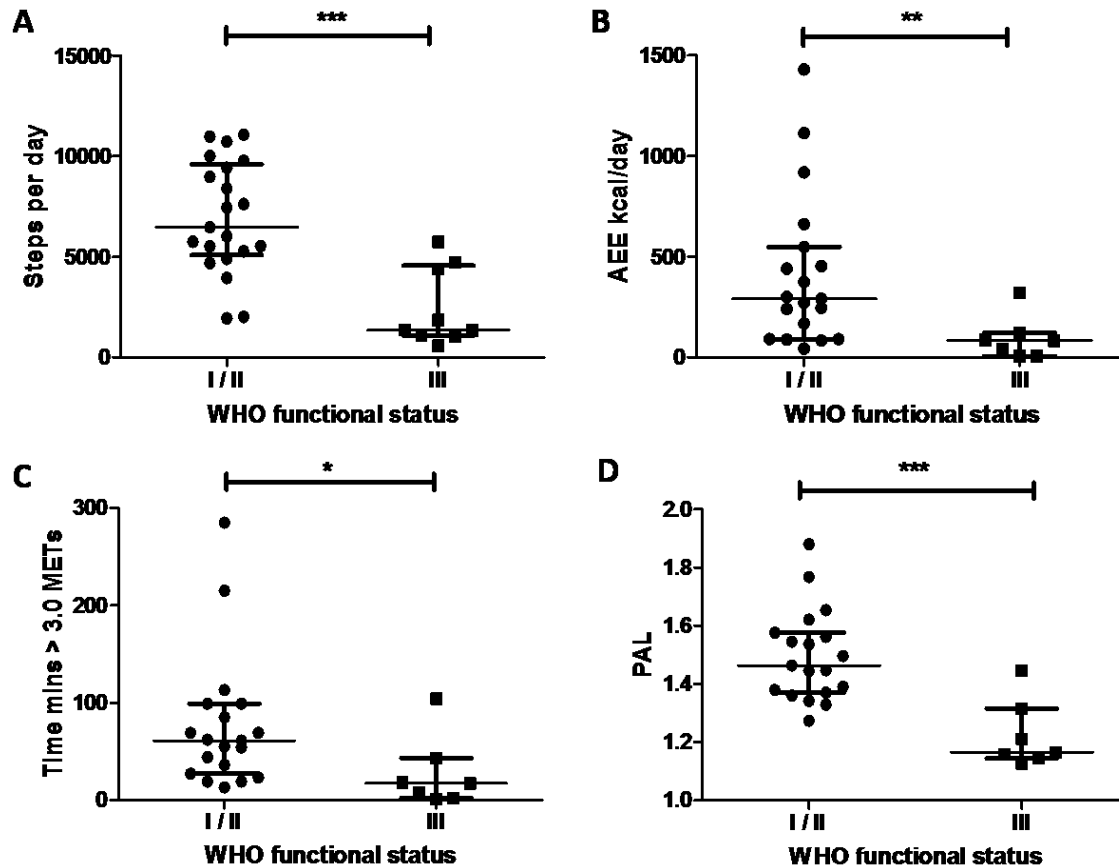 A
***
15000
10000
5000
0
Steps per day
I / II
III
WHO functional status
B
**
1500
1000
500
0
AEE kcal/day
I / II
III
WHO functional status
C
*
300
200
100
0
Time mins > 3.0 METs
I / II
III
WHO functional status
D
***
2.0
1.8
1.6
1.4
1.2
1.0
PAL
I / II
III
WHO functional status